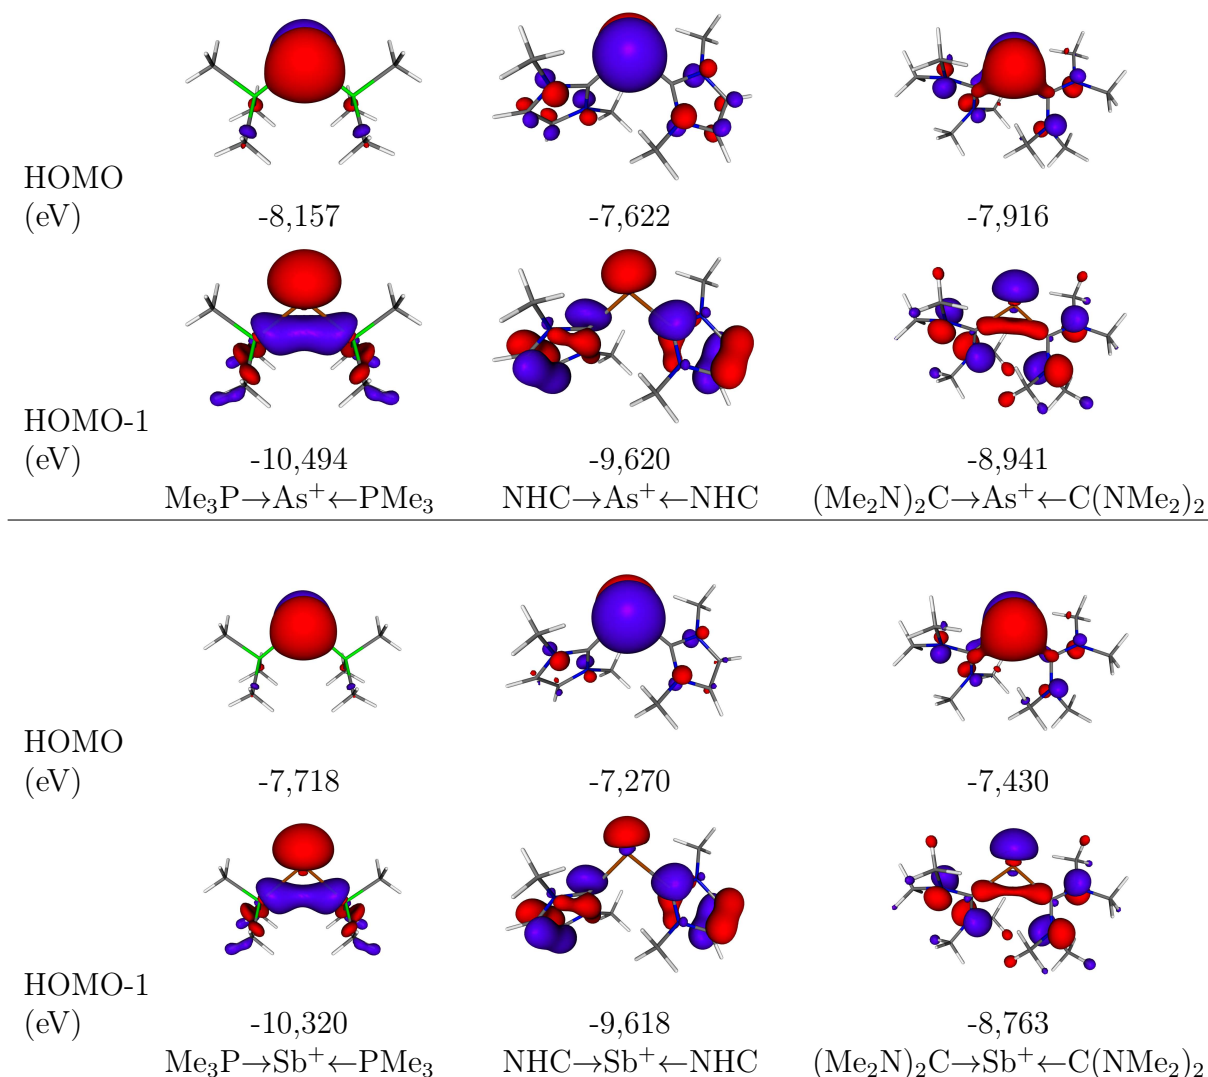 HOMO
(eV) -8,157 -7,622 -7,916
HOMO-1
(eV) -10,494 -9,620 -8,941
Me₃P→As⁺←PMe₃ NHC→As⁺←NHC (Me₂N)₂C→As⁺←C(NMe₂)₂
HOMO
(eV) -7,718 -7,270 -7,430
HOMO-1
(eV) -10,320 -9,618 -8,763
Me₃P→Sb⁺←PMe₃ NHC→Sb⁺←NHC (Me₂N)₂C→Sb⁺←C(NMe₂)₂